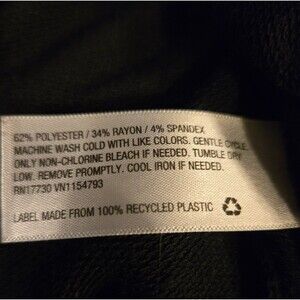 62% POLYESTER / 34% RAYON / 4% SPANDEX
MACHINE WASH COLD WITH LIKE COLORS. GENTLE CYCLE.
ONLY NON-CHLORINE BLEACH IF NEEDED. TUMBLE DRY
LOW. REMOVE PROMPTLY. COOL IRON IF NEEDED.
RN17730 VN1154793
LABEL MADE FROM 100% RECYCLED PLASTIC